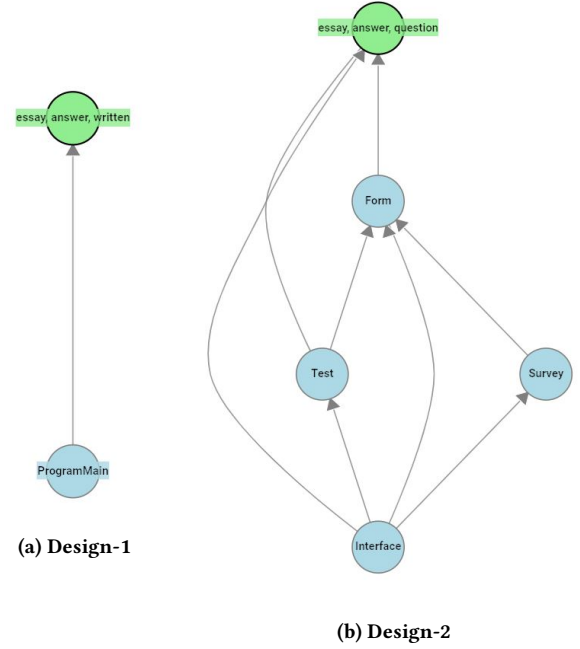 essay, answer, written
ProgramMain
(a) Design-1
essay, answer, question
Form
Test
Survey
Interface
(b) Design-2